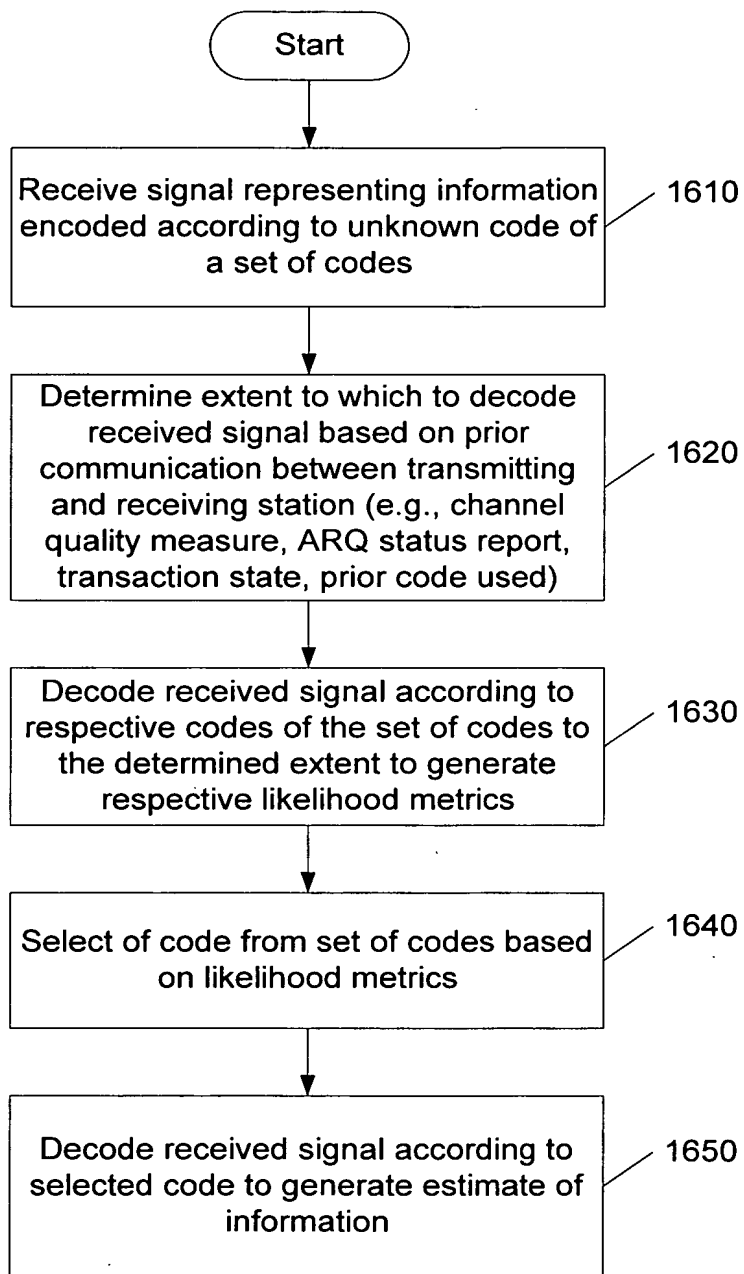 Start
Receive signal representing information
encoded according to unknown code of
a set of codes
1610
Determine extent to which to decode
received signal based on prior
communication between transmitting
and receiving station (e.g., channel
quality measure, ARQ status report,
transaction state, prior code used)
1620
Decode received signal according to
respective codes of the set of codes to
the determined extent to generate
respective likelihood metrics
1630
Select of code from set of codes based
on likelihood metrics
1640
Decode received signal according to
selected code to generate estimate of
information
1650